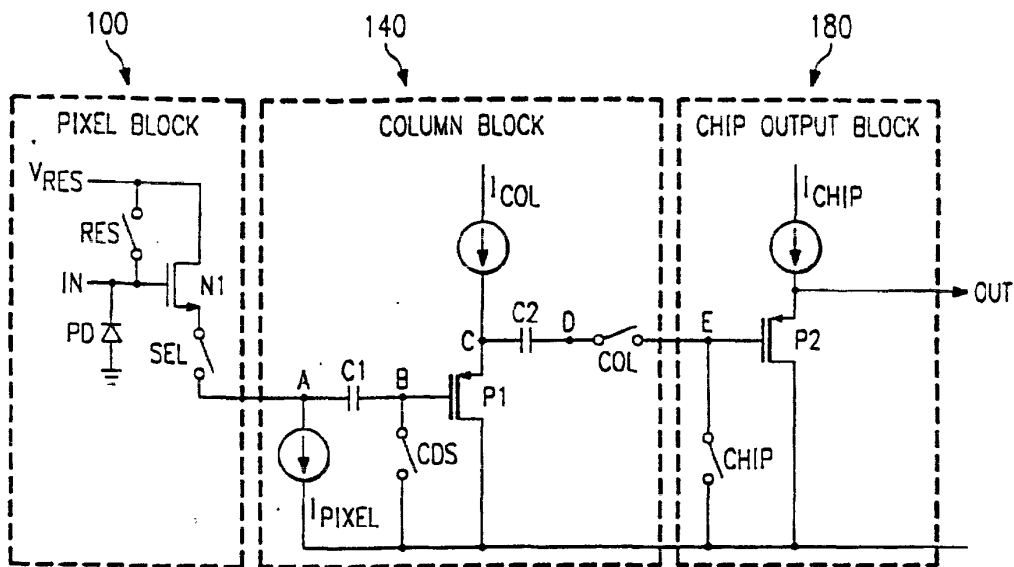 100
140
180
PIXEL BLOCK
COLUMN BLOCK
CHIP OUTPUT BLOCK
VRES
RES
IN
N1
PD
SEL
ICOL
A
C1
B
C
C2
D
COL
P1
CDS
IPIXEL
ICHIP
OUT
E
P2
CHIP